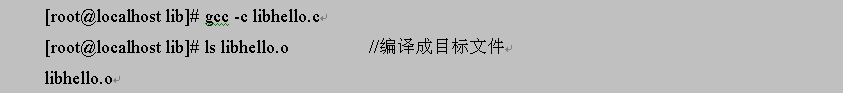 [root@localhost lib]# gcc -c libhello.c
[root@localhost lib]# ls libhello.o //编译成目标文件
libhello.o